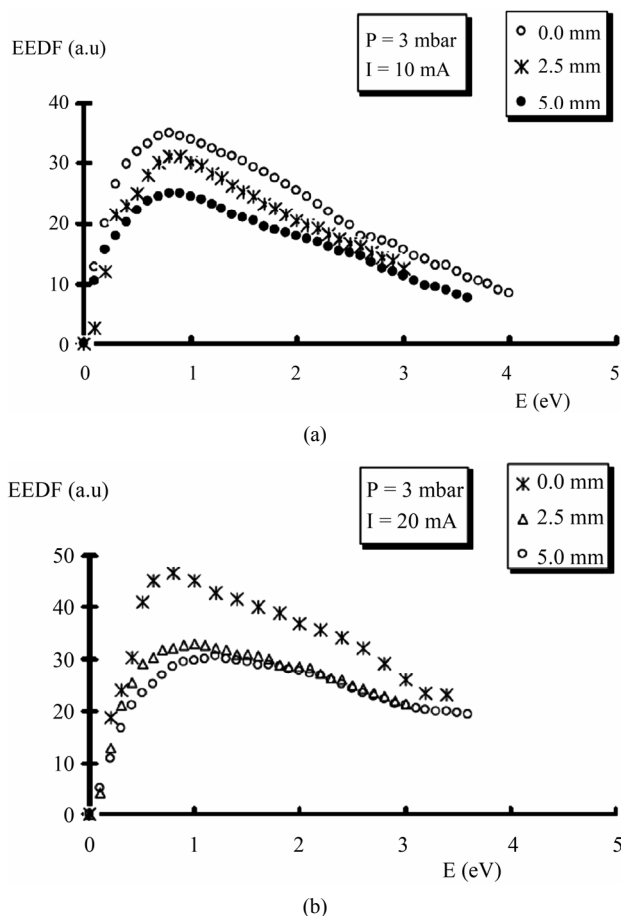 EEDF (a.u)
P = 3 mbar
I = 10 mA
0.0 mm
2.5 mm
5.0 mm
40
30
20
10
0
0 1 2 3 4 5
E (eV)
(a)
EEDF (a.u)
P = 3 mbar
I = 20 mA
0.0 mm
2.5 mm
5.0 mm
50
40
30
20
10
0
0 1 2 3 4 5
E (eV)
(b)